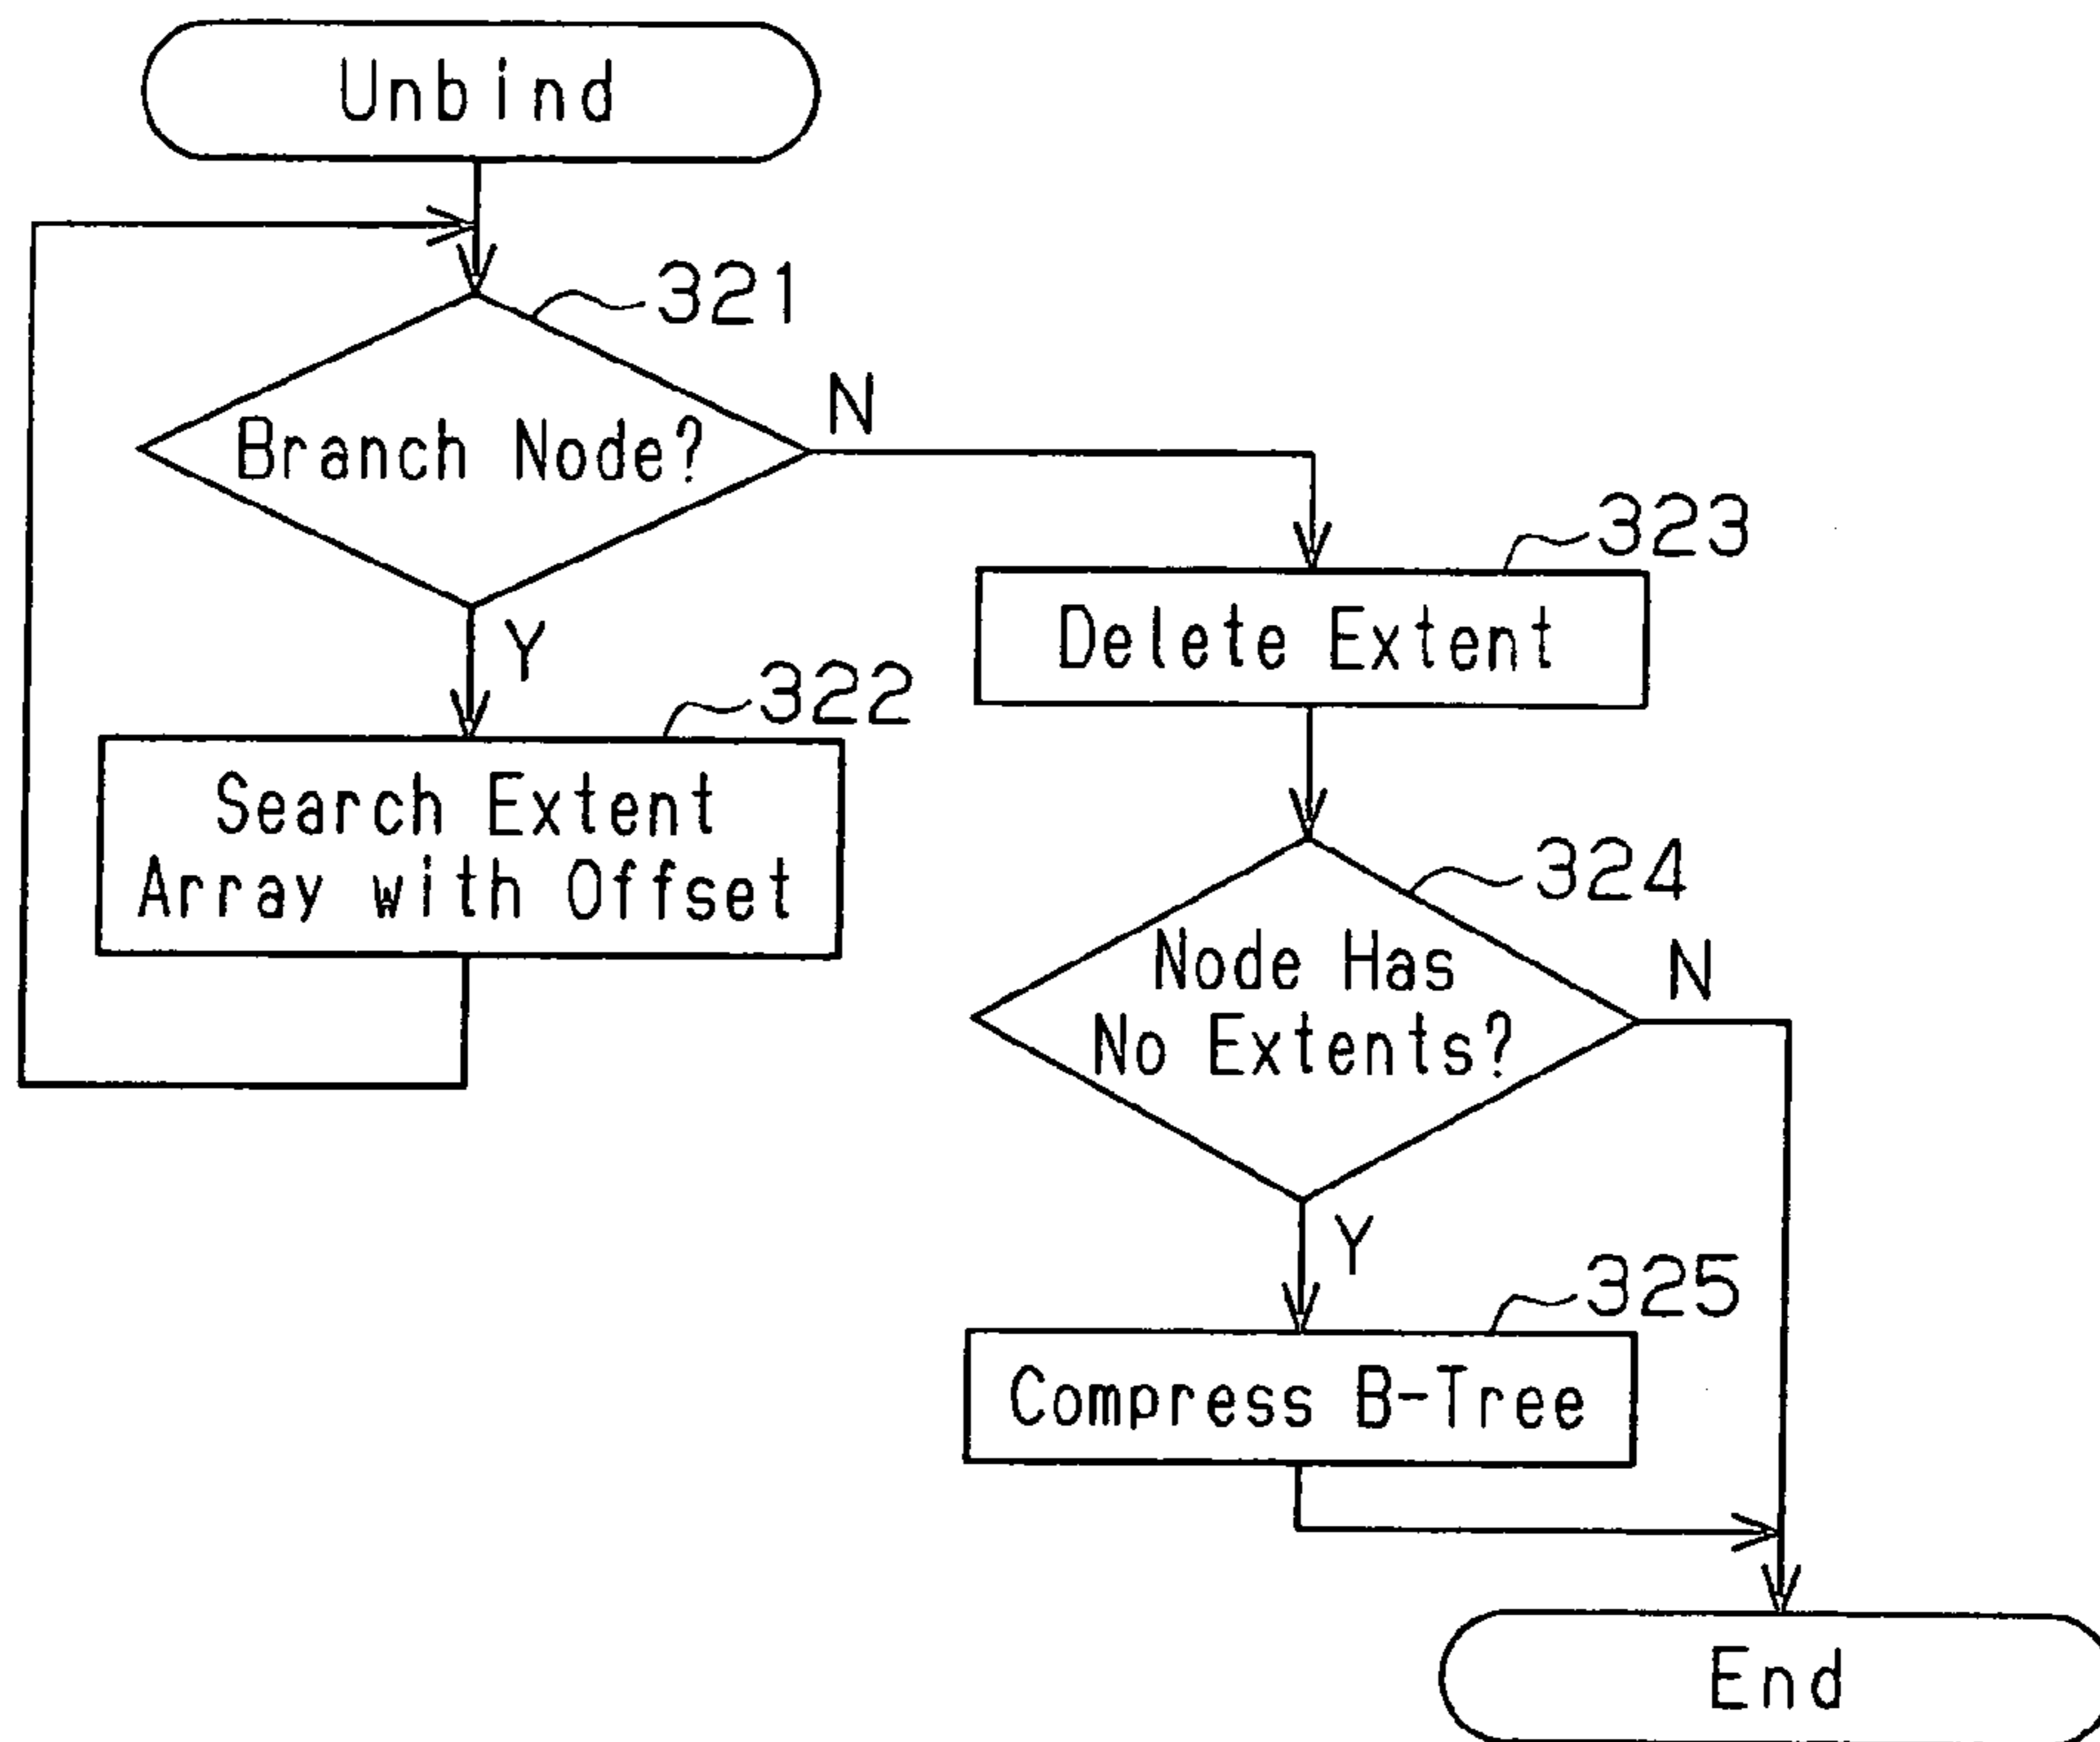 Unbind
321
Branch Node?
N
Y
322
Search Extent
Array with Offset
323
Delete Extent
324
Node Has
No Extents?
N
Y
325
Compress B-Tree
End